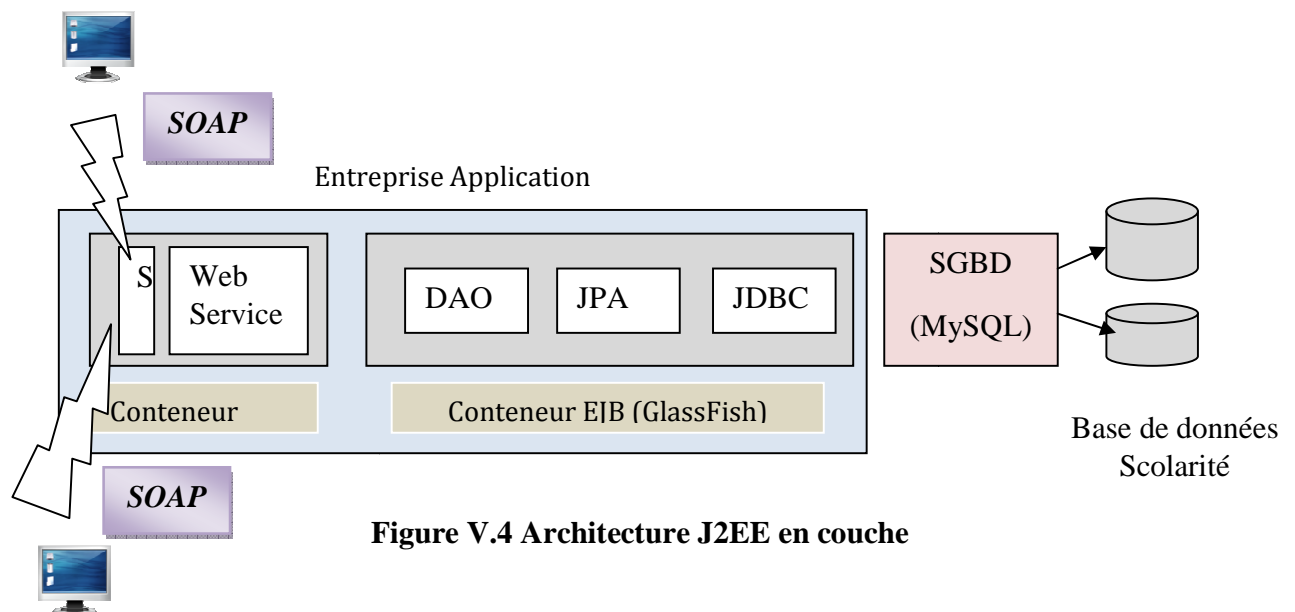 SOAP
Entreprise Application
S
Web
Service
DAO
JPA
JDBC
SGBD
(MySQL)
Conteneur
Conteneur EJB (GlassFish)
Base de données
Scolarité
SOAP
Figure V.4 Architecture J2EE en couche